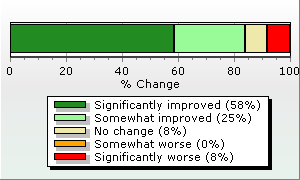 0 20 40 60 80 100
% Change
Significantly improved (58%)
Somewhat improved (25%)
No change (8%)
Somewhat worse (0%)
Significantly worse (8%)